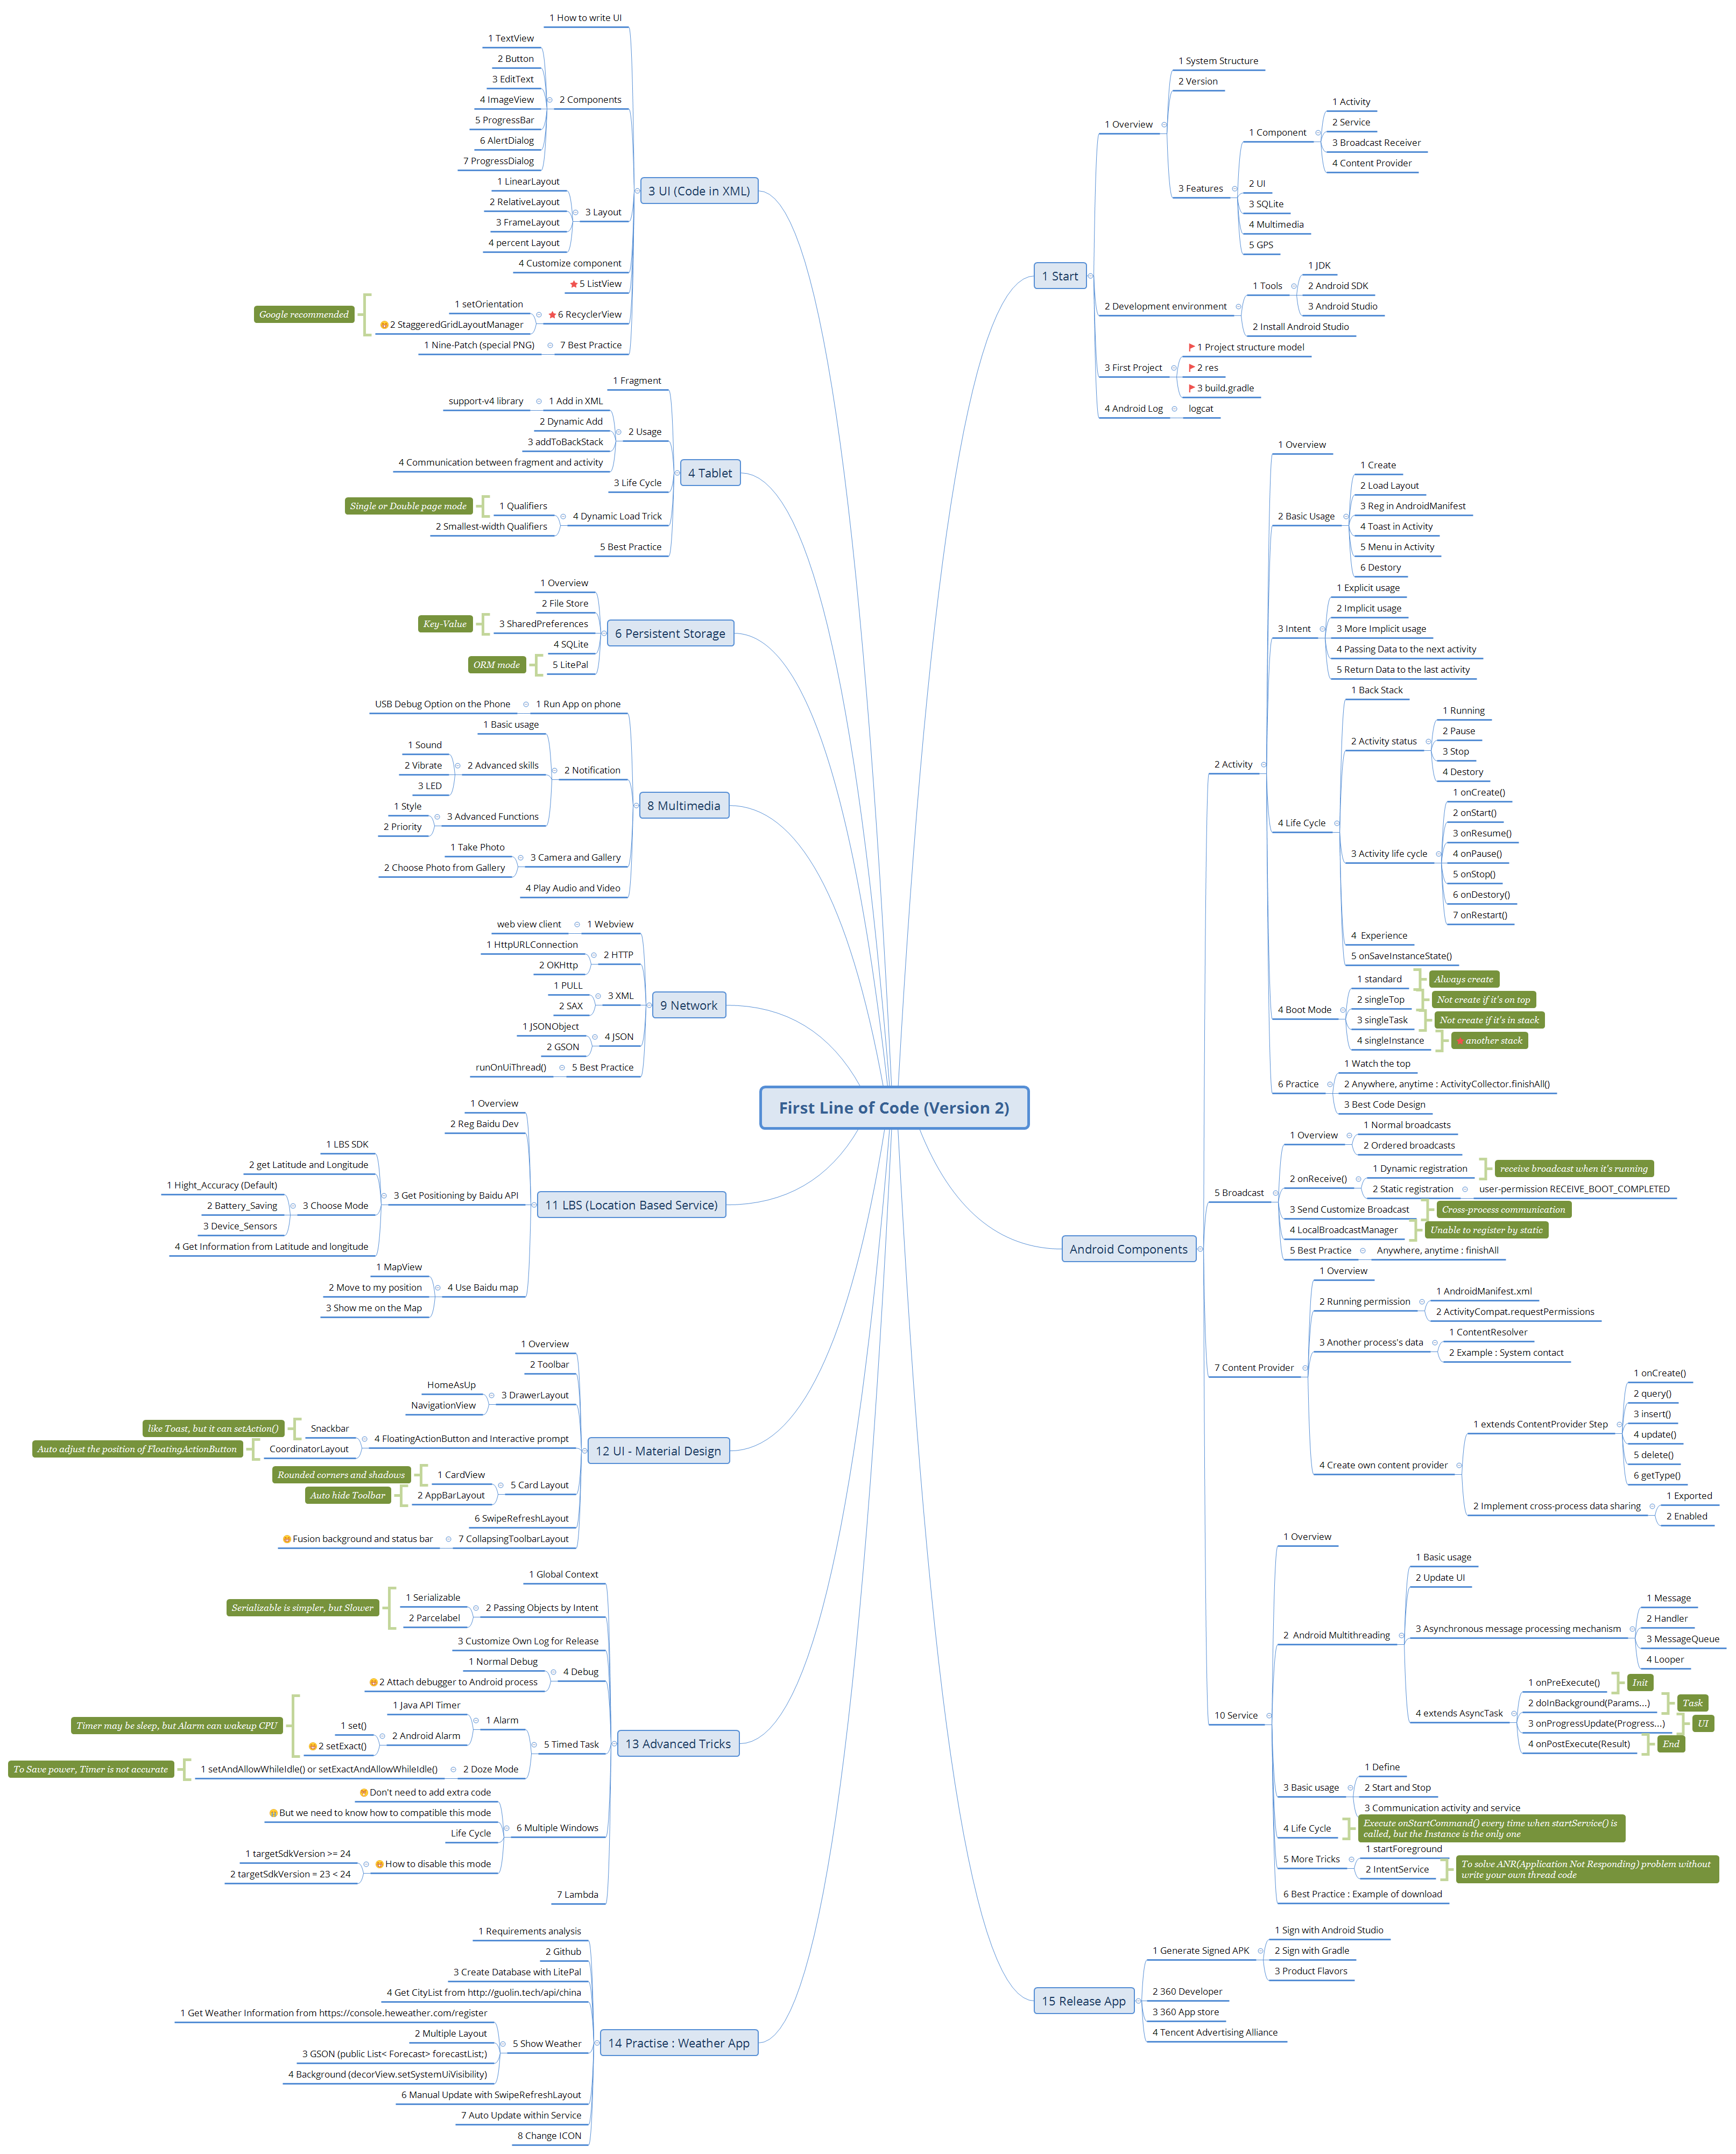 First Line of Code (Version 2)
1 Start
1 Overview
1 System Structure
2 Version
3 Features
1 Component
1 Activity
2 Service
3 Broadcast Receiver
4 Content Provider
2 UI
3 SQLite
4 Multimedia
5 GPS
2 Development environment
1 Tools
1 JDK
2 Android SDK
3 Android Studio
2 Install Android Studio
3 First Project
1 Project structure model
2 res
3 build.gradle
4 Android Log
logcat
Android Components
2 Activity
1 Overview
2 Basic Usage
1 Create
2 Load Layout
3 Reg in AndroidManifest
4 Toast in Activity
5 Menu in Activity
6 Destory
3 Intent
1 Explicit usage
2 Implicit usage
3 More Implicit usage
4 Passing Data to the next activity
5 Return Data to the last activity
4 Life Cycle
1 Back Stack
2 Activity status
1 Running
2 Pause
3 Stop
4 Destory
3 Activity life cycle
1 onCreate()
2 onStart()
3 onResume()
4 onPause()
5 onStop()
6 onDestory()
7 onRestart()
4 Experience
5 onSaveInstanceState()
4 Boot Mode
1 standard
Always create
2 singleTop
Not create if it's on top
3 singleTask
Not create if it's in stack
4 singleInstance
another stack
6 Practice
1 Watch the top
2 Anywhere, anytime : ActivityCollector.finishAll()
3 Best Code Design
5 Broadcast
1 Overview
1 Normal broadcasts
2 Ordered broadcasts
2 onReceive()
1 Dynamic registration
receive broadcast when it's running
2 Static registration
user-permission RECEIVE_BOOT_COMPLETED
3 Send Customize Broadcast
Cross-process communication
4 LocalBroadcastManager
Unable to register by static
5 Best Practice
Anywhere, anytime : finishAll
7 Content Provider
1 Overview
2 Running permission
1 AndroidManifest.xml
2 ActivityCompat.requestPermissions
3 Another process's data
1 ContentResolver
2 Example : System contact
4 Create own content provider
1 extends ContentProvider Step
1 onCreate()
2 query()
3 insert()
4 update()
5 delete()
6 getType()
2 Implement cross-process data sharing
1 Exported
2 Enabled
10 Service
1 Overview
2 Android Multithreading
1 Basic usage
2 Update UI
3 Asynchronous message processing mechanism
1 Message
2 Handler
3 MessageQueue
4 Looper
4 extends AsyncTask
1 onPreExecute()
Init
2 doInBackground(Params...)
Task
3 onProgressUpdate(Progress...)
UI
4 onPostExecute(Result)
End
3 Basic usage
1 Define
2 Start and Stop
3 Communication activity and service
4 Life Cycle
Execute onStartCommand() every time when startService() is
called, but the Instance is the only one
5 More Tricks
1 startForeground
2 IntentService
To solve ANR(Application Not Responding) problem without
write your own thread code
6 Best Practice : Example of download
15 Release App
1 Generate Signed APK
1 Sign with Android Studio
2 Sign with Gradle
3 Product Flavors
2 360 Developer
3 360 App store
4 Tencent Advertising Alliance
3 UI (Code in XML)
1 How to write UI
2 Components
1 TextView
2 Button
3 EditText
4 ImageView
5 ProgressBar
6 AlertDialog
7 ProgressDialog
3 Layout
1 LinearLayout
2 RelativeLayout
3 FrameLayout
4 percent Layout
4 Customize component
5 ListView
6 RecyclerView
1 setOrientation
2 StaggeredGridLayoutManager
Google recommended
7 Best Practice
1 Nine-Patch (special PNG)
4 Tablet
1 Fragment
2 Usage
1 Add in XML
support-v4 library
2 Dynamic Add
3 addToBackStack
4 Communication between fragment and activity
3 Life Cycle
4 Dynamic Load Trick
1 Qualifiers
Single or Double page mode
2 Smallest-width Qualifiers
5 Best Practice
6 Persistent Storage
1 Overview
2 File Store
3 SharedPreferences
Key-Value
4 SQLite
5 LitePal
ORM mode
8 Multimedia
1 Run App on phone
USB Debug Option on the Phone
2 Notification
1 Basic usage
2 Advanced skills
1 Sound
2 Vibrate
3 LED
3 Advanced Functions
1 Style
2 Priority
3 Camera and Gallery
1 Take Photo
2 Choose Photo from Gallery
4 Play Audio and Video
9 Network
1 Webview
web view client
2 HTTP
1 HttpURLConnection
2 OKHttp
3 XML
1 PULL
2 SAX
4 JSON
1 JSONObject
2 GSON
5 Best Practice
runOnUiThread()
11 LBS (Location Based Service)
1 Overview
2 Reg Baidu Dev
3 Get Positioning by Baidu API
1 LBS SDK
2 get Latitude and Longitude
3 Choose Mode
1 Hight_Accuracy (Default)
2 Battery_Saving
3 Device_Sensors
4 Get Information from Latitude and longitude
4 Use Baidu map
1 MapView
2 Move to my position
3 Show me on the Map
12 UI - Material Design
1 Overview
2 Toolbar
3 DrawerLayout
HomeAsUp
NavigationView
4 FloatingActionButton and Interactive prompt
Snackbar
like Toast, but it can setAction()
CoordinatorLayout
Auto adjust the position of FloatingActionButton
5 Card Layout
1 CardView
Rounded corners and shadows
2 AppBarLayout
Auto hide Toolbar
6 SwipeRefreshLayout
7 CollapsingToolbarLayout
Fusion background and status bar
13 Advanced Tricks
1 Global Context
2 Passing Objects by Intent
1 Serializable
2 Parcelabel
Serializable is simpler, but Slower
3 Customize Own Log for Release
4 Debug
1 Normal Debug
2 Attach debugger to Android process
5 Timed Task
1 Alarm
1 Java API Timer
2 Android Alarm
1 set()
2 setExact()
Timer may be sleep, but Alarm can wakeup CPU
2 Doze Mode
1 setAndAllowWhileIdle() or setExactAndAllowWhileIdle()
To Save power, Timer is not accurate
6 Multiple Windows
Don't need to add extra code
But we need to know how to compatible this mode
Life Cycle
How to disable this mode
1 targetSdkVersion >= 24
2 targetSdkVersion = 23 < 24
7 Lambda
14 Practise : Weather App
1 Requirements analysis
2 Github
3 Create Database with LitePal
4 Get CityList from http://guolin.tech/api/china
5 Show Weather
1 Get Weather Information from https://console.heweather.com/register
2 Multiple Layout
3 GSON (public List< Forecast> forecastList;)
4 Background (decorView.setSystemUiVisibility)
6 Manual Update with SwipeRefreshLayout
7 Auto Update within Service
8 Change ICON